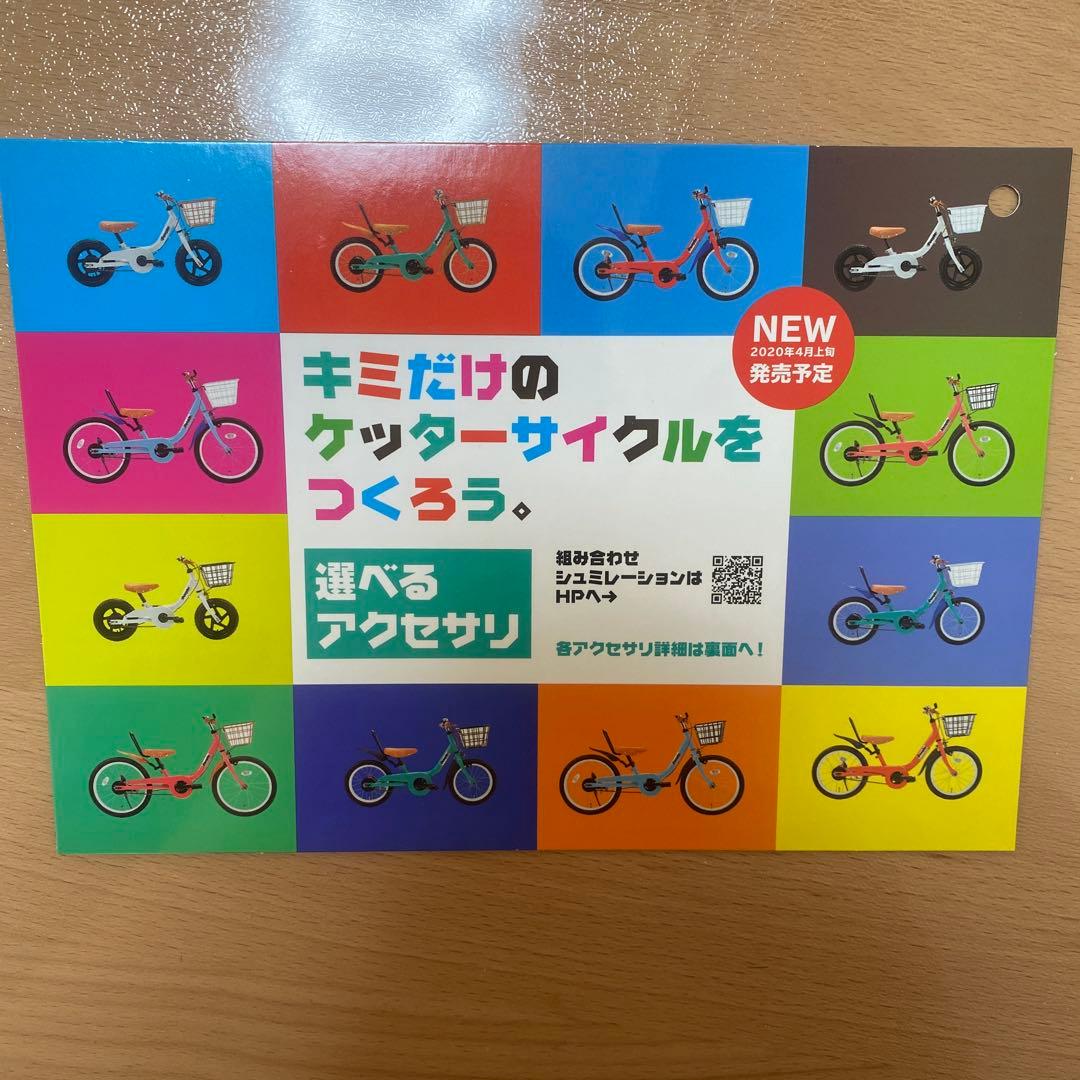 NEW
2020年4月上旬
発売予定
キミだけの
ケッターサイクルを
つくろう。
選べる
アクセサリ
組み合わせ
シュミレーションは
HPへ→
各アクセサリ詳細は裏面へ!